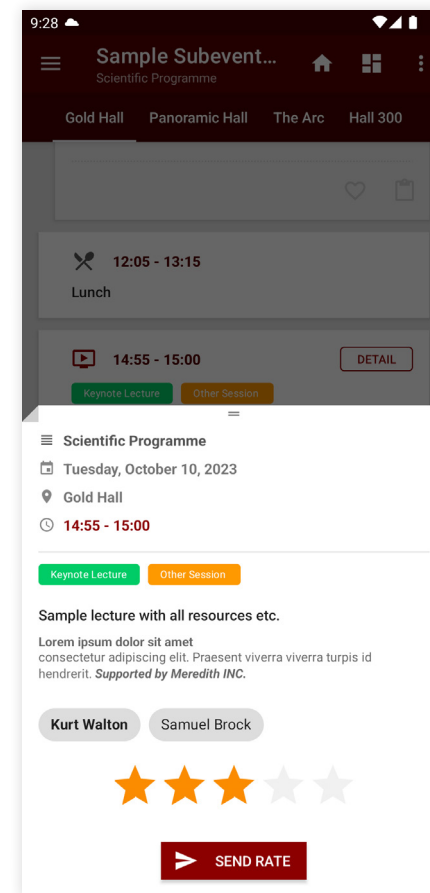 9:28
Sample Subevent...
Scientific Programme
Gold Hall Panoramic Hall The Arc Hall 300
12:05 - 13:15
Lunch
14:55 - 15:00 DETAIL
Keynote Lecture Other Session
Scientific Programme
Tuesday, October 10, 2023
Gold Hall
14:55 - 15:00
Keynote Lecture Other Session
Sample lecture with all resources etc.
Lorem ipsum dolor sit amet
consectetur adipiscing elit. Praesent viverra viverra turpis id
hendrerit. Supported by Meredith INC.
Kurt Walton Samuel Brock
SEND RATE